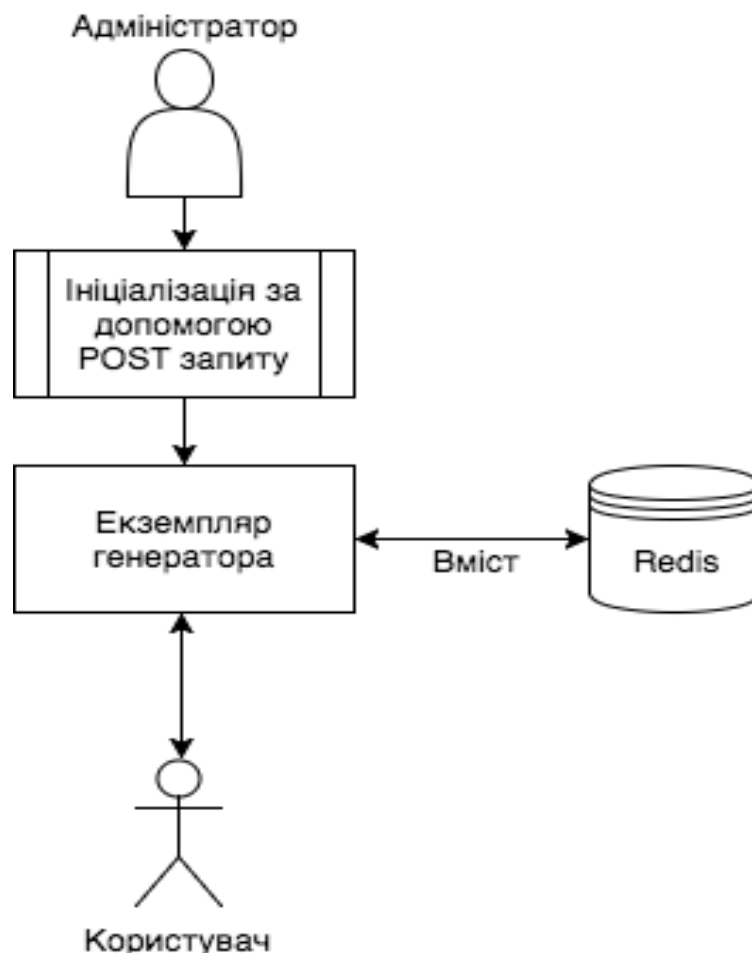 Адміністратор
Ініціалізація за
допомогою
POST запиту
Екземпляр
генератора
Вміст
Redis
Користувач